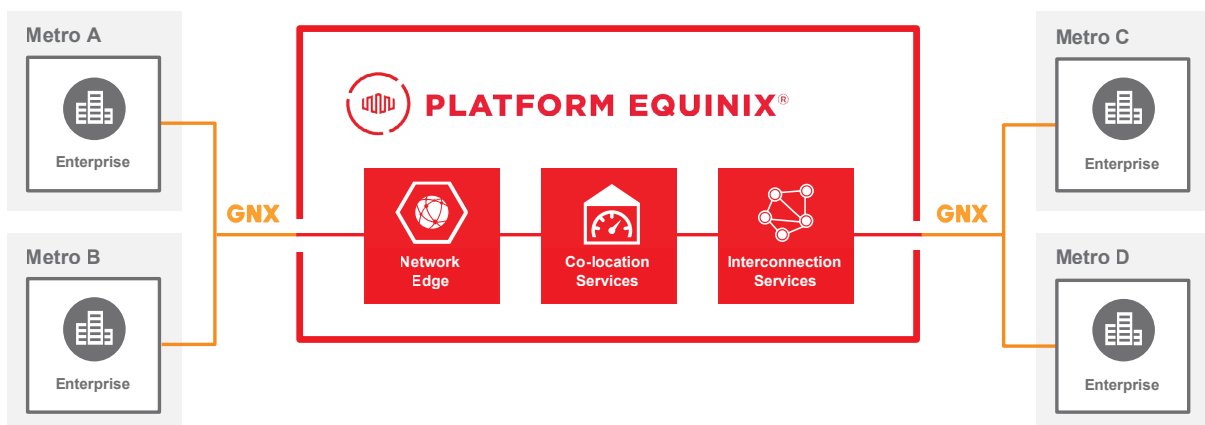 Metro A
Enterprise
Metro B
Enterprise
GNX
PLATFORM EQUINIX®
Network
Edge
Co-location
Services
Interconnection
Services
GNX
Metro C
Enterprise
Metro D
Enterprise